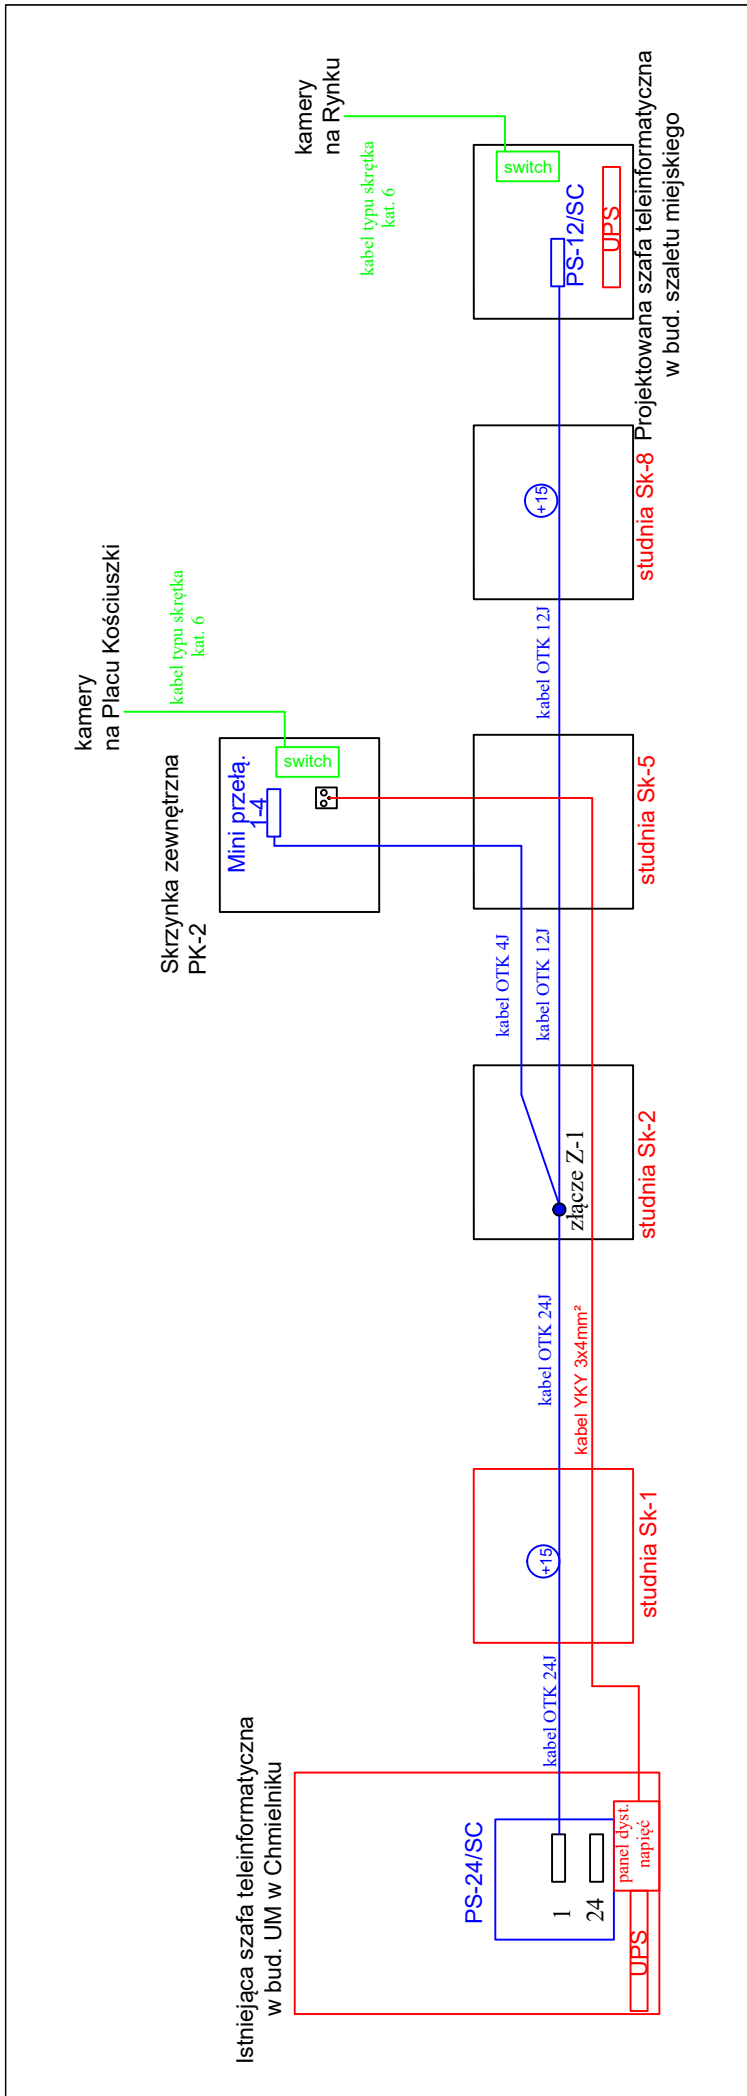 Istniejąca szafa teleinformatyczna
w bud. UM w Chmielniku
PS-24/SC
1
24
UPS
panel dyst.
napięć
kabel OTK 24J
+15
studnia Sk-1
kabel OTK 24J
kabel YKY 3x4mm²
złącze Z-1
studnia Sk-2
kabel OTK 4J
kabel OTK 12J
Skrzynka zewnętrzna
PK-2
Mini przełą.
1-4
switch
kamery
na Placu Kościuszki
kabel typu skrętka
kat. 6
studnia Sk-5
kabel OTK 12J
+15
studnia Sk-8
kamery
na Rynku
kabel typu skrętka
kat. 6
switch
PS-12/SC
UPS
Projektowana szafa teleinformatyczna
w bud. szaletu miejskiego